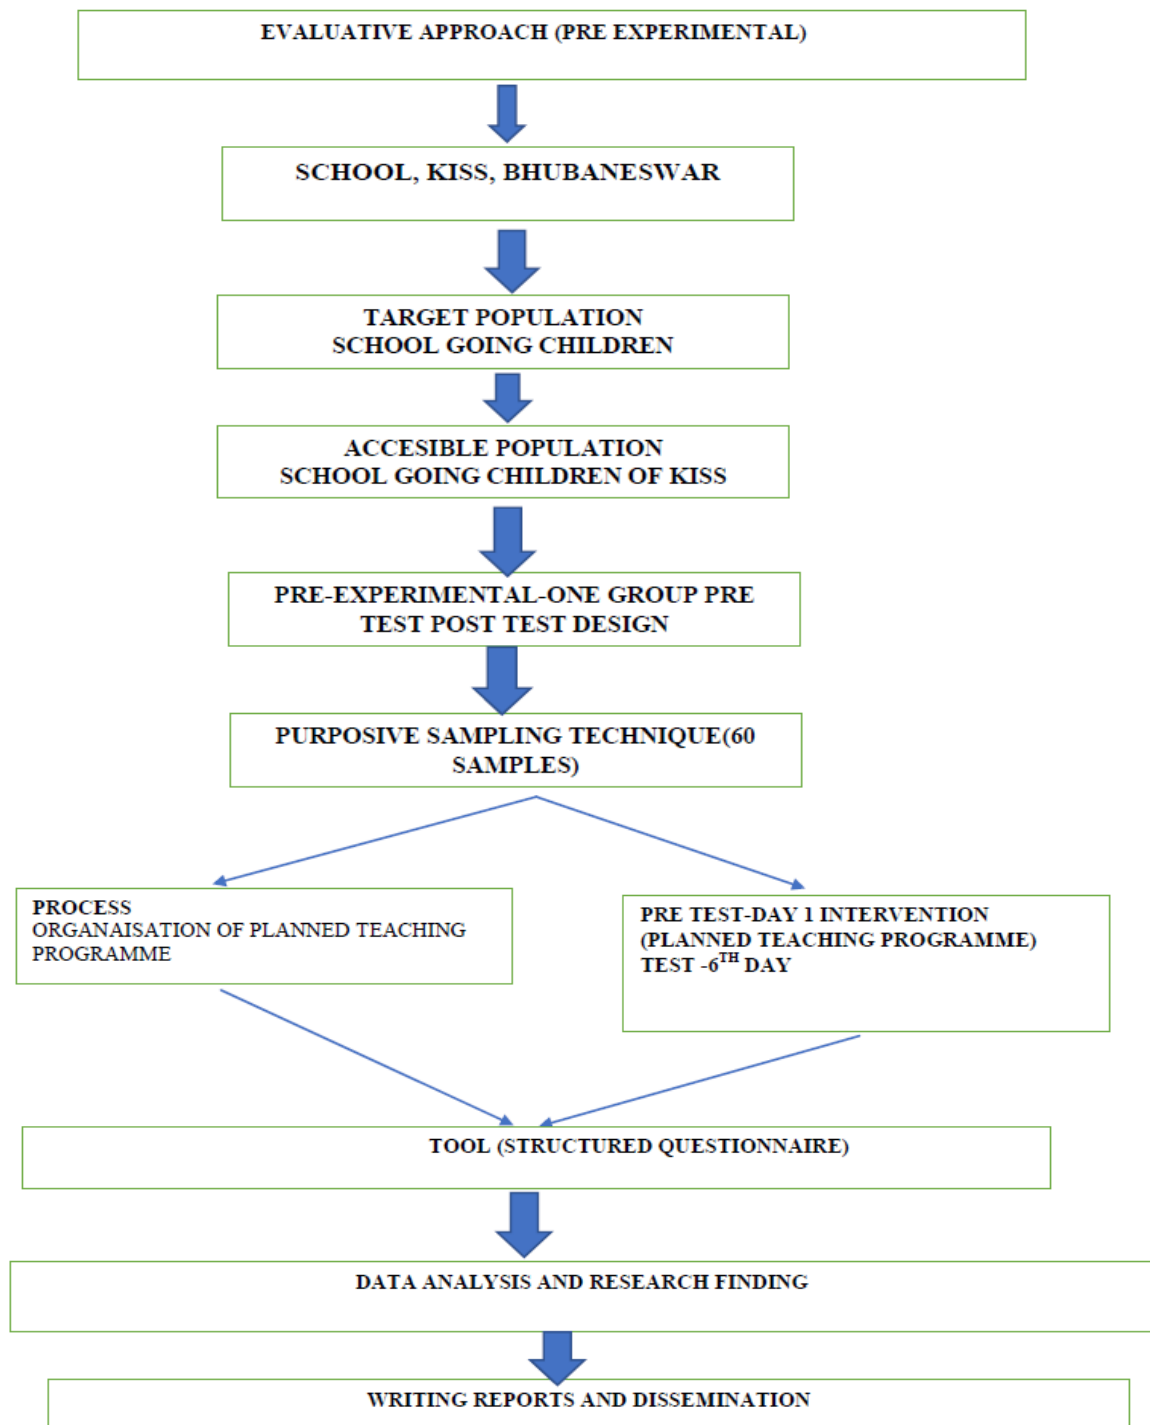 EVALUATIVE APPROACH (PRE EXPERIMENTAL)
SCHOOL, KISS, BHUBANESWAR
TARGET POPULATION
SCHOOL GOING CHILDREN
ACCESIBLE POPULATION
SCHOOL GOING CHILDREN OF KISS
PRE-EXPERIMENTAL-ONE GROUP PRE
TEST POST TEST DESIGN
PURPOSIVE SAMPLING TECHNIQUE(60
SAMPLES)
PROCESS
ORGANAISATION OF PLANNED TEACHING
PROGRAMME
PRE TEST-DAY 1 INTERVENTION
(PLANNED TEACHING PROGRAMME)
TEST -6TH DAY
TOOL (STRUCTURED QUESTIONNAIRE)
DATA ANALYSIS AND RESEARCH FINDING
WRITING REPORTS AND DISSEMINATION